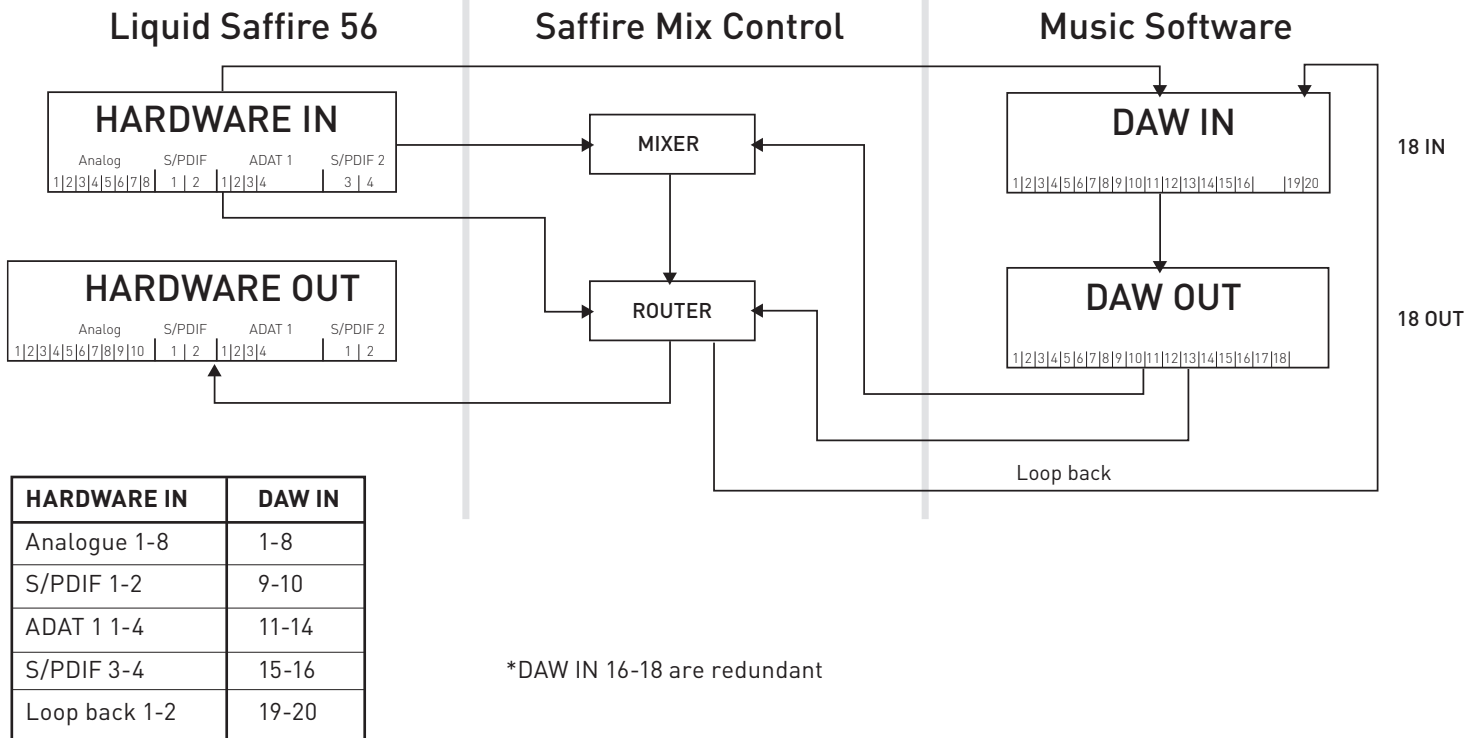 Liquid Saffire 56
Saffire Mix Control
Music Software
HARDWARE IN
Analog S/PDIF ADAT 1 S/PDIF 2
1|2|3|4|5|6|7|8| 1 | 2 |1|2|3|4 3 | 4
MIXER
DAW IN
1|2|3|4|5|6|7|8|9|10|11|12|13|14|15|16| |19|20
18 IN
HARDWARE OUT
Analog S/PDIF ADAT 1 S/PDIF 2
1|2|3|4|5|6|7|8|9|10 | 1 | 2 |1|2|3|4 | 1 | 2
ROUTER
DAW OUT
1|2|3|4|5|6|7|8|9|10|11|12|13|14|15|16|17|18|
18 OUT
Loop back
HARDWARE IN DAW IN
Analogue 1-8 1-8
S/PDIF 1-2 9-10
ADAT 1 1-4 11-14
S/PDIF 3-4 15-16
Loop back 1-2 19-20
*DAW IN 16-18 are redundant